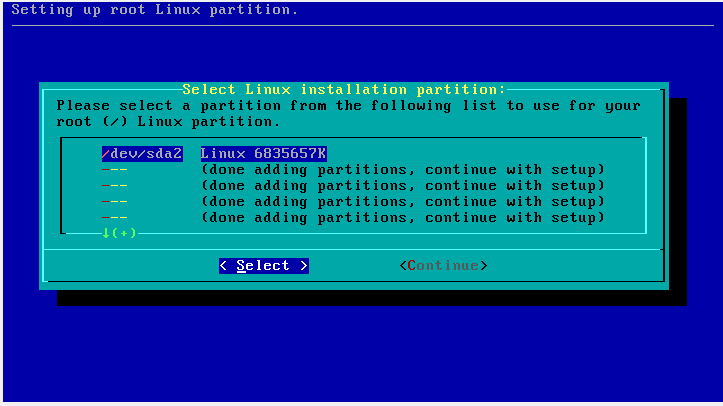 Setting up root Linux partition.
Select Linux installation partition:
Please select a partition from the following list to use for your
root (/) Linux partition.
/dev/sda2 Linux 6835657K
--- (done adding partitions, continue with setup)
--- (done adding partitions, continue with setup)
--- (done adding partitions, continue with setup)
--- (done adding partitions, continue with setup)
↓(+)
< Select > <Continue>